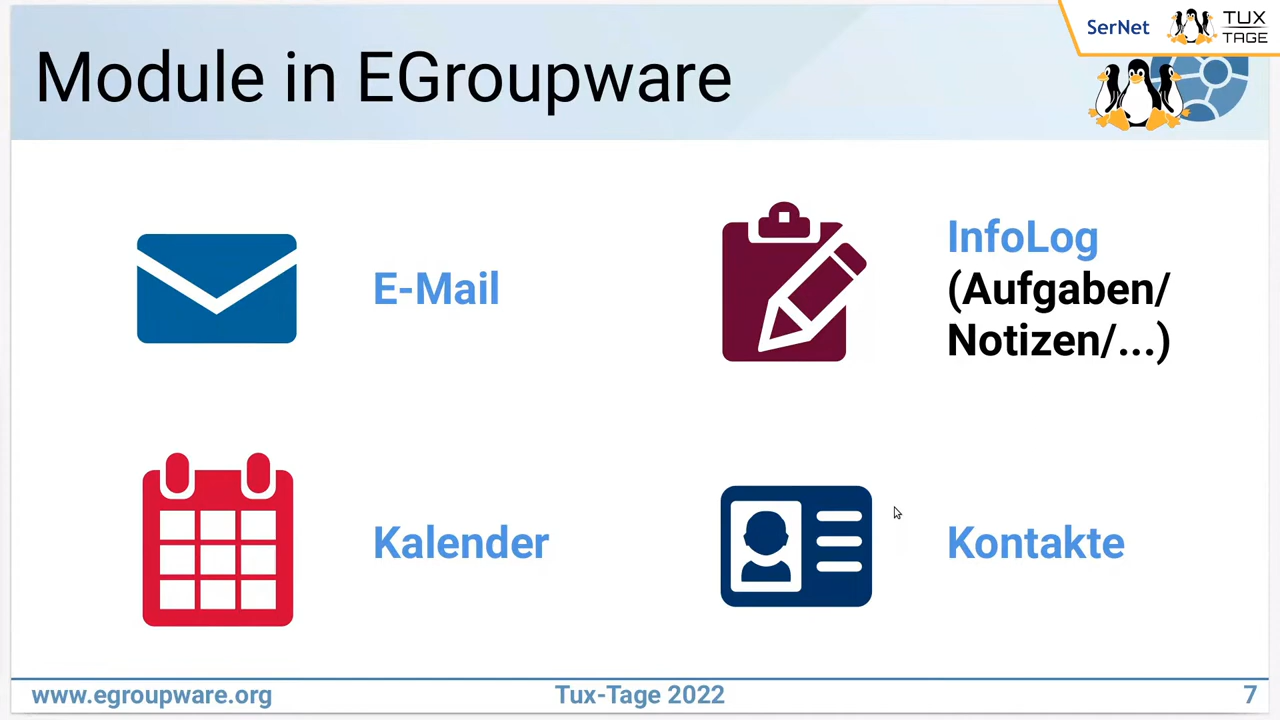 SerNet
TUX
TAGE
Module in EGroupware
E-Mail
InfoLog
(Aufgaben/
Notizen/...)
Kalender
Kontakte
www.egroupware.org
Tux-Tage 2022
7